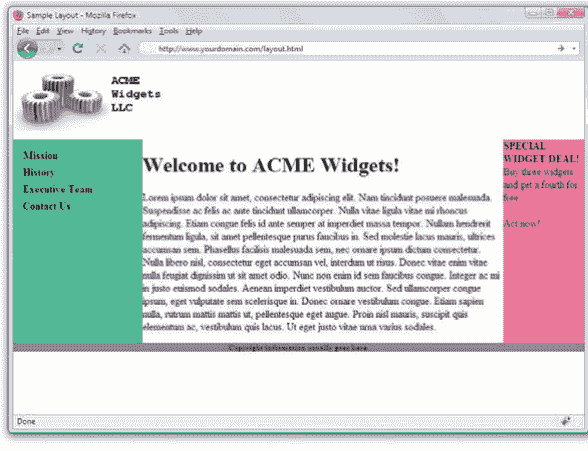 Sample Layout - Mozilla Firefox
File Edit View History Bookmarks Tools Help
http://www.yourdomain.com/layout.html
ACME
Widgets
LLC
Mission
History
Executive Team
Contact Us
Welcome to ACME Widgets!
Lorem ipsum dolor sit amet, consectetur adipiscing elit. Nam tincidunt posuere malesuada.
Suspendisse ac felis ac ante tincidunt ullamcorper. Nulla vitae ligula vitae mi rhoncus
adipiscing. Etiam congue felis id ante semper at imperdiet massa tempor. Nullam hendrerit
fermentum ligula, sit amet pellentesque purus faucibus in. Sed molestie lacus mauris, ultrices
accumsan sem. Phasellus facilisis malesuada sem, nec ornare ipsum dictum consectetur.
Nulla libero nisl, consectetur eget accumsan vel, interdum ut risus. Donec vitae enim vitae
nulla feugiat dignissim ut sit amet odio. Nunc non enim id sem faucibus congue. Integer ac mi
in justo euismod sodales. Aenean imperdiet vestibulum auctor. Sed ullamcorper congue
ipsum, eget vulputate sem scelerisque in. Donec ornare vestibulum congue. Etiam sapien
nulla, rutrum mattis mattis ut, pellentesque eget augue. Proin nisl mauris, suscipit quis
elementum ac, vestibulum quis lacus. Ut eget justo vitae urna varius sodales.
SPECIAL
WIDGET DEAL!
Buy three widgets
and get a fourth for
free
Act now!
Copyright information usually goes here
Done